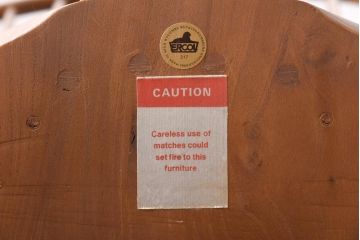 ERCOL
CAUTION
Careless use of
matches could
set fire to this
furniture